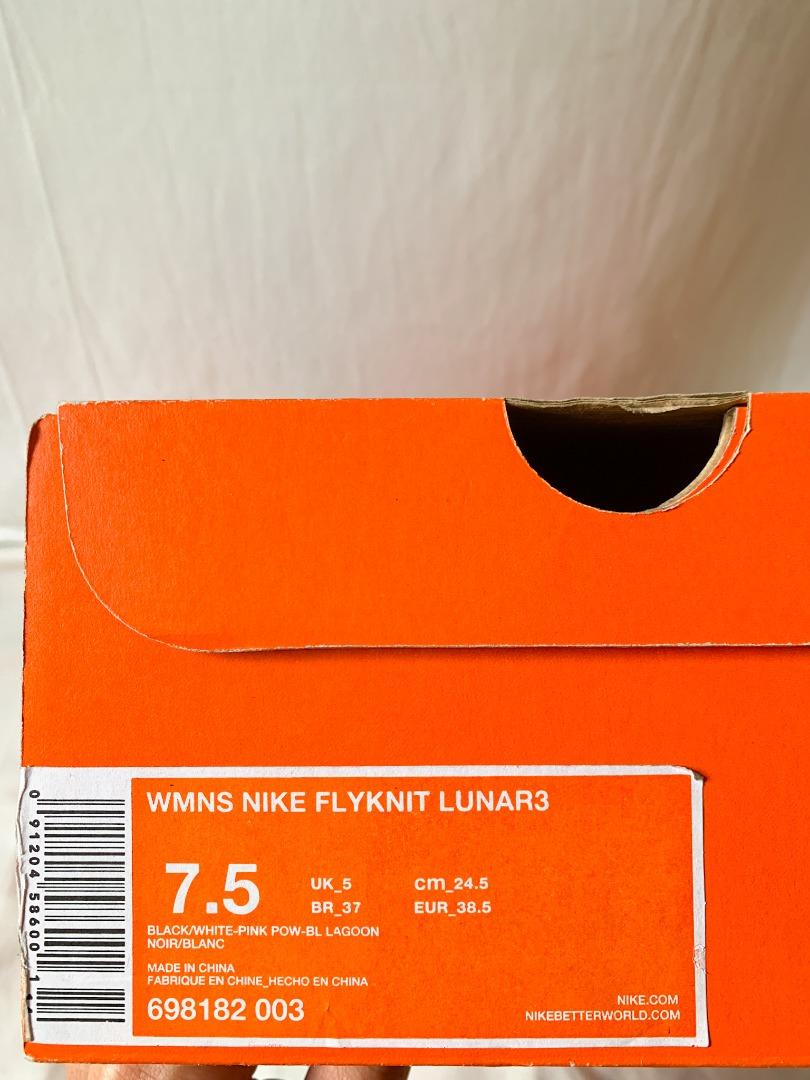 WMNS NIKE FLYKNIT LUNAR3
7.5
UK_5 cm_24.5
BR_37 EUR_38.5
BLACK/WHITE-PINK POW-BL LAGOON
NOIR/BLANC
MADE IN CHINA
FABRIQUE EN CHINE_HECHO EN CHINA
698182 003
NIKE.COM
NIKEBETTERWORLD.COM
0 91204 58600